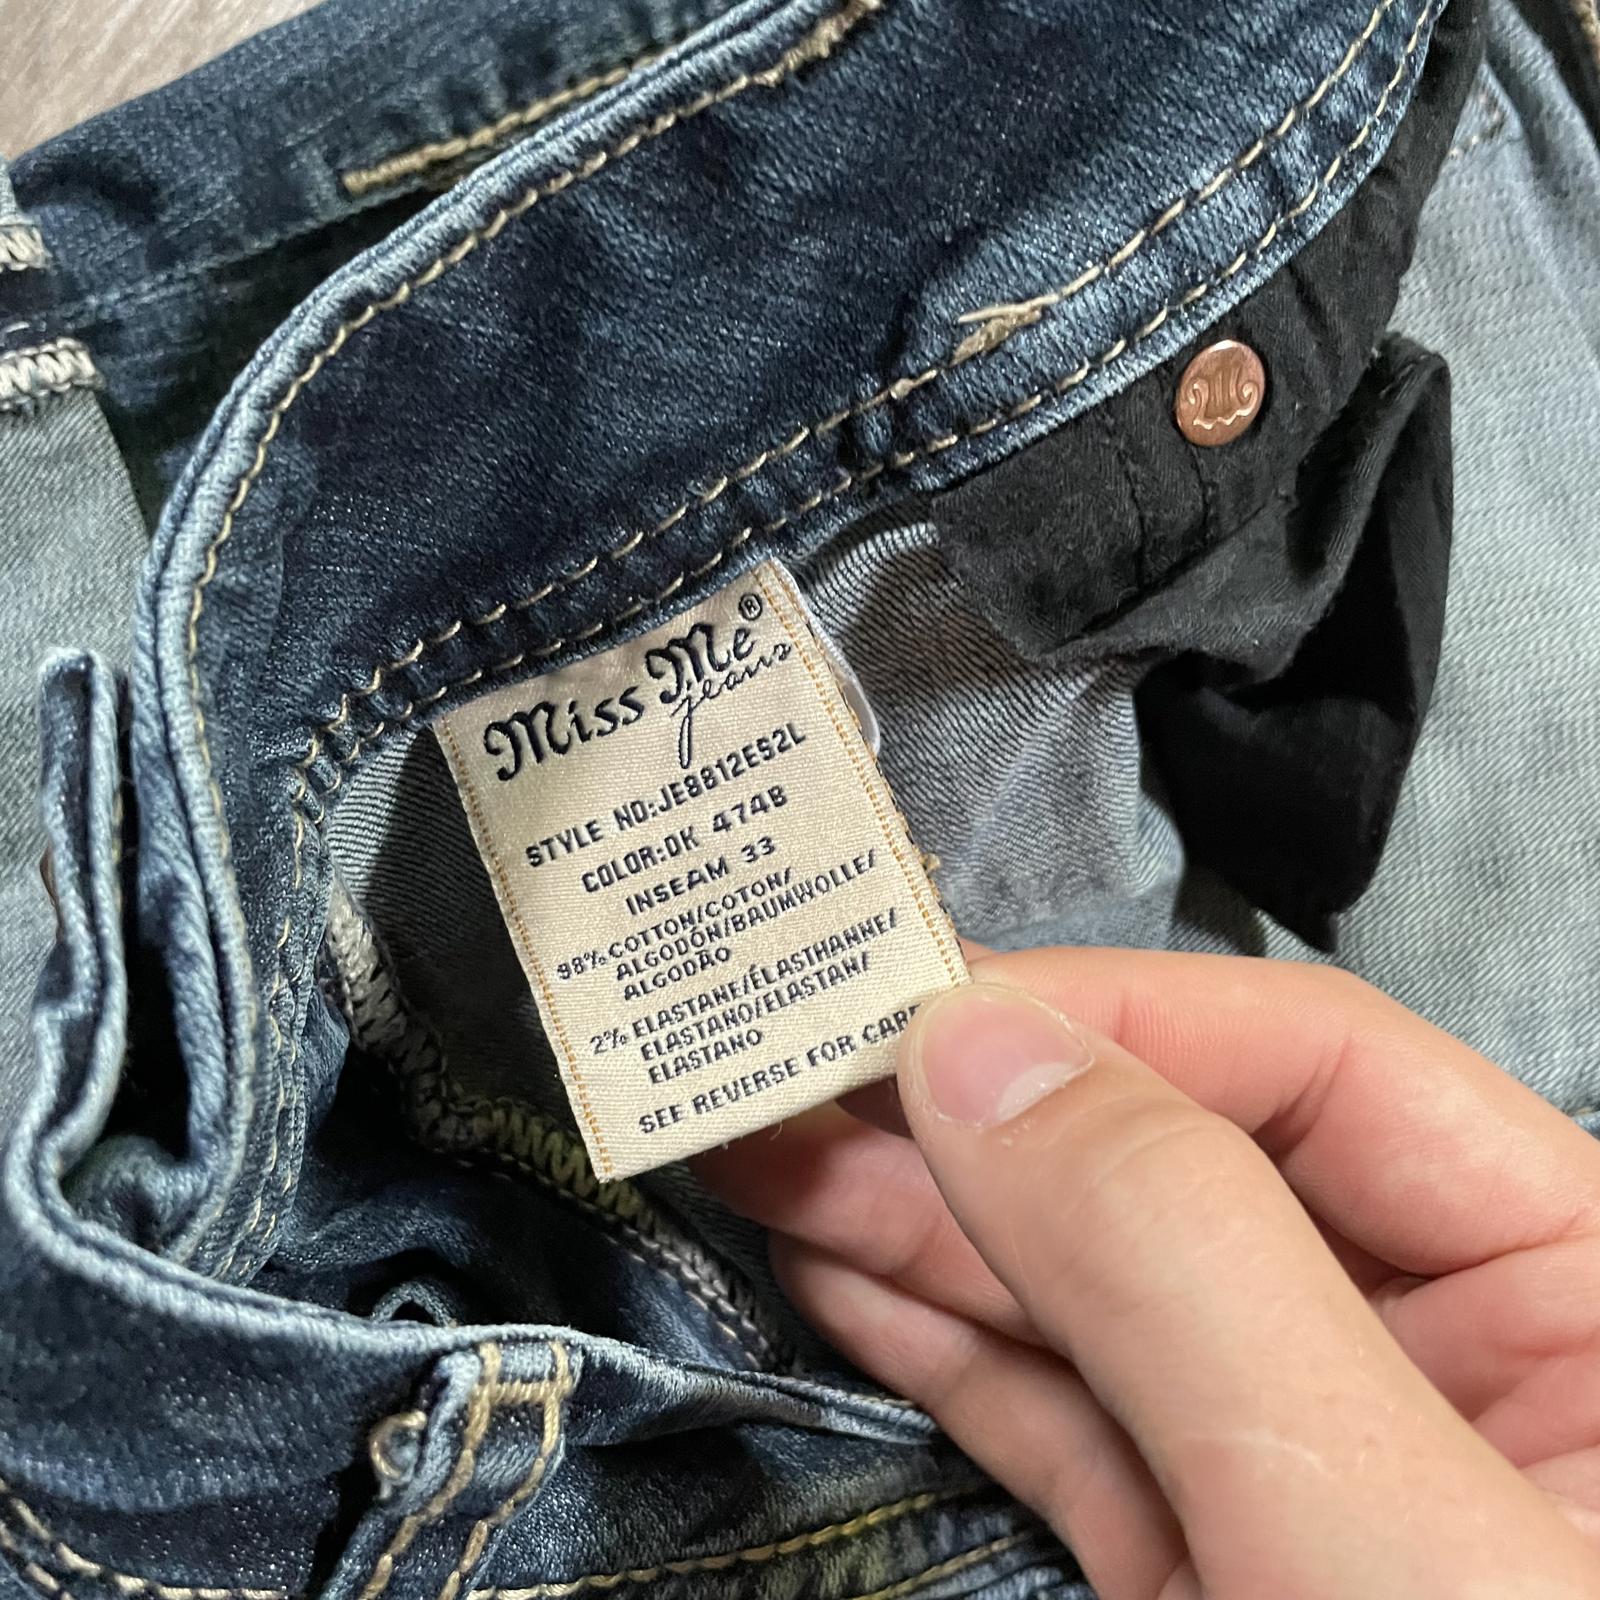 Miss Me®
jeans
STYLE NO:JE8812ES2L
COLOR:DK 474B
INSEAM 33
98% COTTON/COTON/
ALGODÓN/BAUMWOLLE/
ALGODÃO
2% ELASTANE/ÉLASTHANNE/
ELASTANO/ELASTAN/
ELASTANO
SEE REVERSE FOR CARE